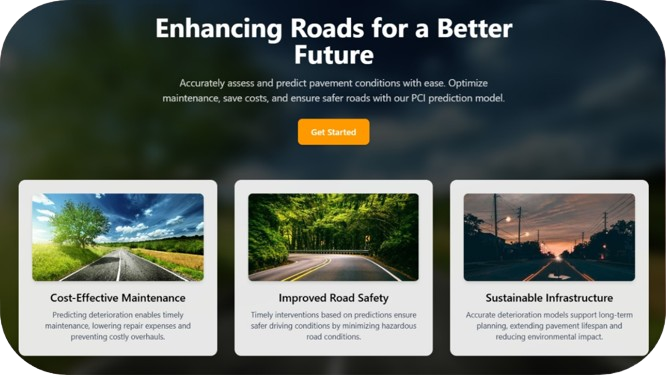 Enhancing Roads for a Better
Future
Accurately assess and predict pavement conditions with ease. Optimize
maintenance, save costs, and ensure safer roads with our PCI prediction model.
Get Started
Cost-Effective Maintenance
Predicting deterioration enables timely
maintenance, lowering repair expenses and
preventing costly overhauls.
Improved Road Safety
Timely interventions based on predictions ensure
safer driving conditions by minimizing hazardous
road conditions.
Sustainable Infrastructure
Accurate deterioration models support long-term
planning, extending pavement lifespan and
reducing environmental impact.